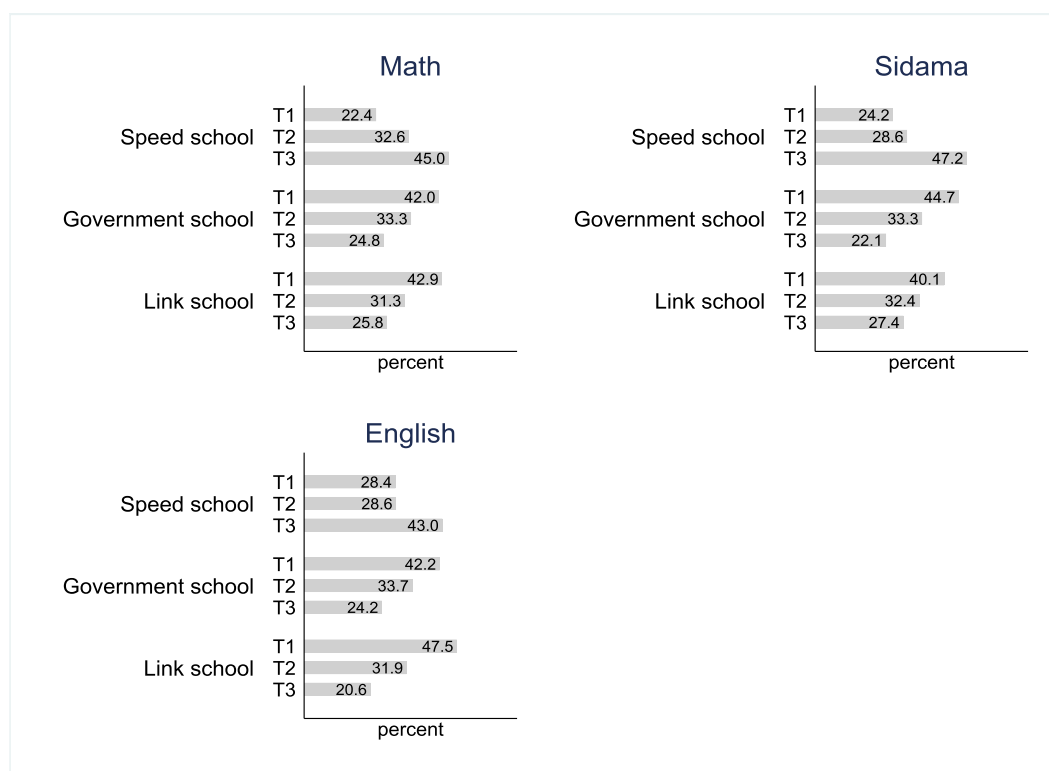 Math
T1 22.4
Speed school T2 32.6
T3 45.0
T1 42.0
Government school T2 33.3
T3 24.8
T1 42.9
Link school T2 31.3
T3 25.8
percent
Sidama
T1 24.2
Speed school T2 28.6
T3 47.2
T1 44.7
Government school T2 33.3
T3 22.1
T1 40.1
Link school T2 32.4
T3 27.4
percent
English
T1 28.4
Speed school T2 28.6
T3 43.0
T1 42.2
Government school T2 33.7
T3 24.2
T1 47.5
Link school T2 31.9
T3 20.6
percent